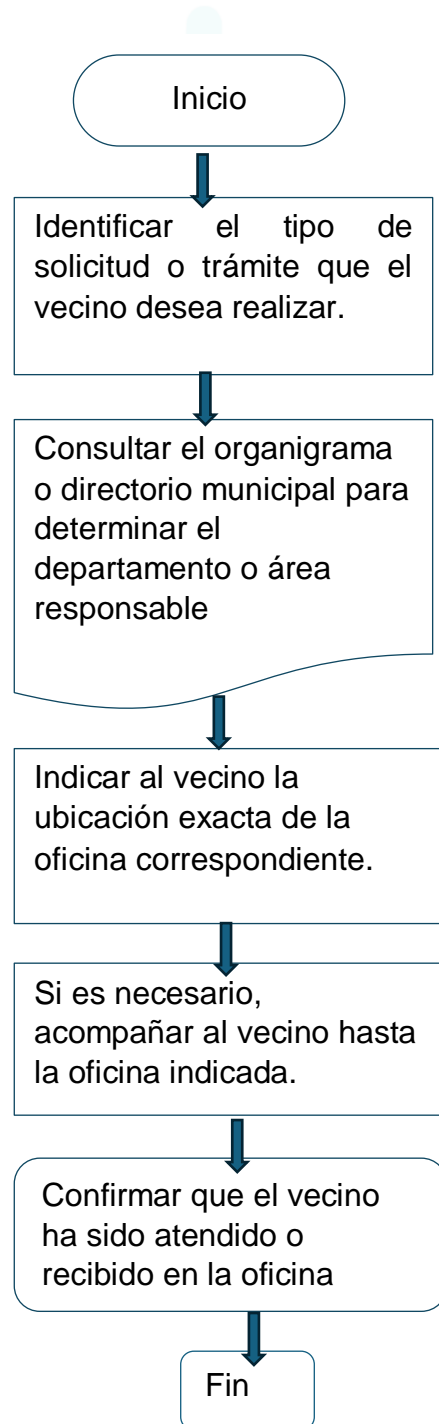 Inicio
Identificar el tipo de
solicitud o trámite que el
vecino desea realizar.
Consultar el organigrama
o directorio municipal para
determinar el
departamento o área
responsable
Indicar al vecino la
ubicación exacta de la
oficina correspondiente.
Si es necesario,
acompañar al vecino hasta
la oficina indicada.
Confirmar que el vecino
ha sido atendido o
recibido en la oficina
Fin